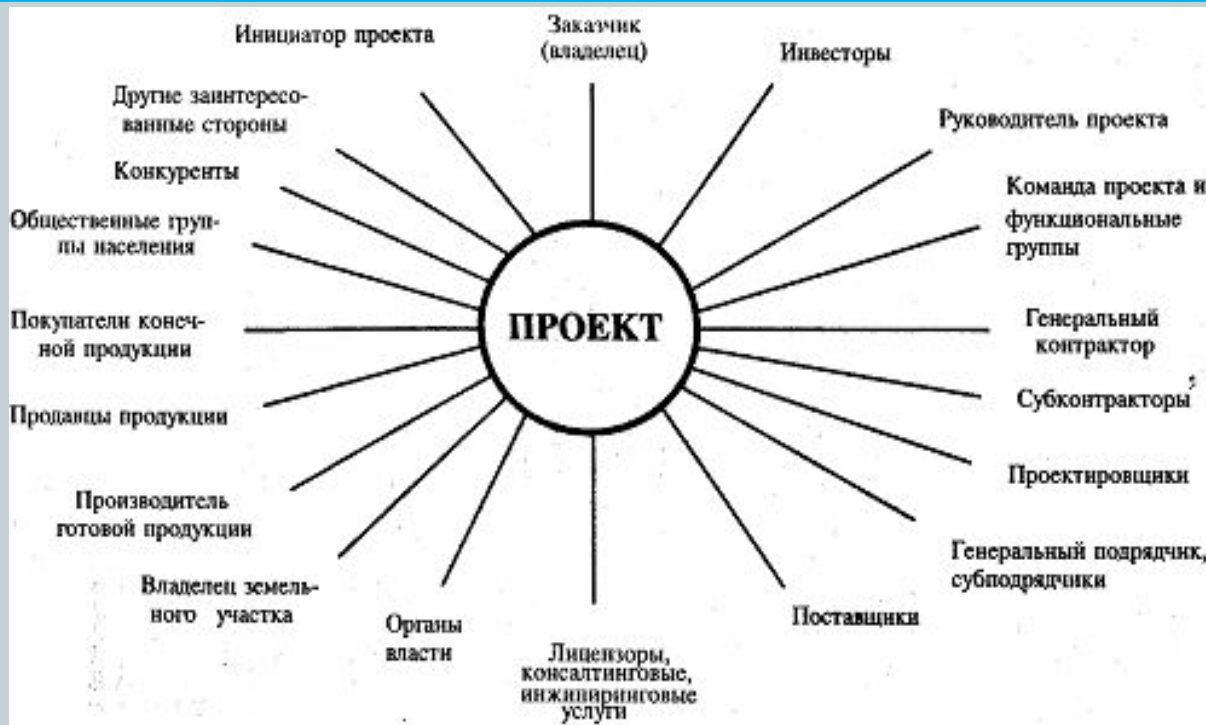 Заказчик
(владелец)
Инвесторы
Руководитель проекта
Команда проекта и
функциональные
группы
Генеральный
контрактор
Субконтракторы
Проектировщики
Генеральный подрядчик,
субподрядчики
Поставщики
Лицензоры,
консалтинговые,
инжипиринговые
услуги
Органы
власти
Владелец земель-
ного участка
Производитель
готовой продукции
Продавцы продукции
Покупатели конеч-
ной продукции
Общественные груп-
пы населения
Конкуренты
Другие заинтересо-
ванные стороны
Инициатор проекта
ПРОЕКТ